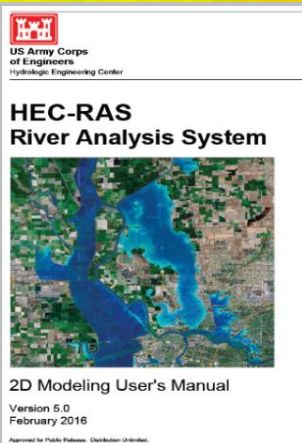 US Army Corps
of Engineers
Hydrologic Engineering Center
HEC-RAS
River Analysis System
2D Modeling User's Manual
Version 5.0
February 2016
Approved for Public Release. Distribution Unlimited.